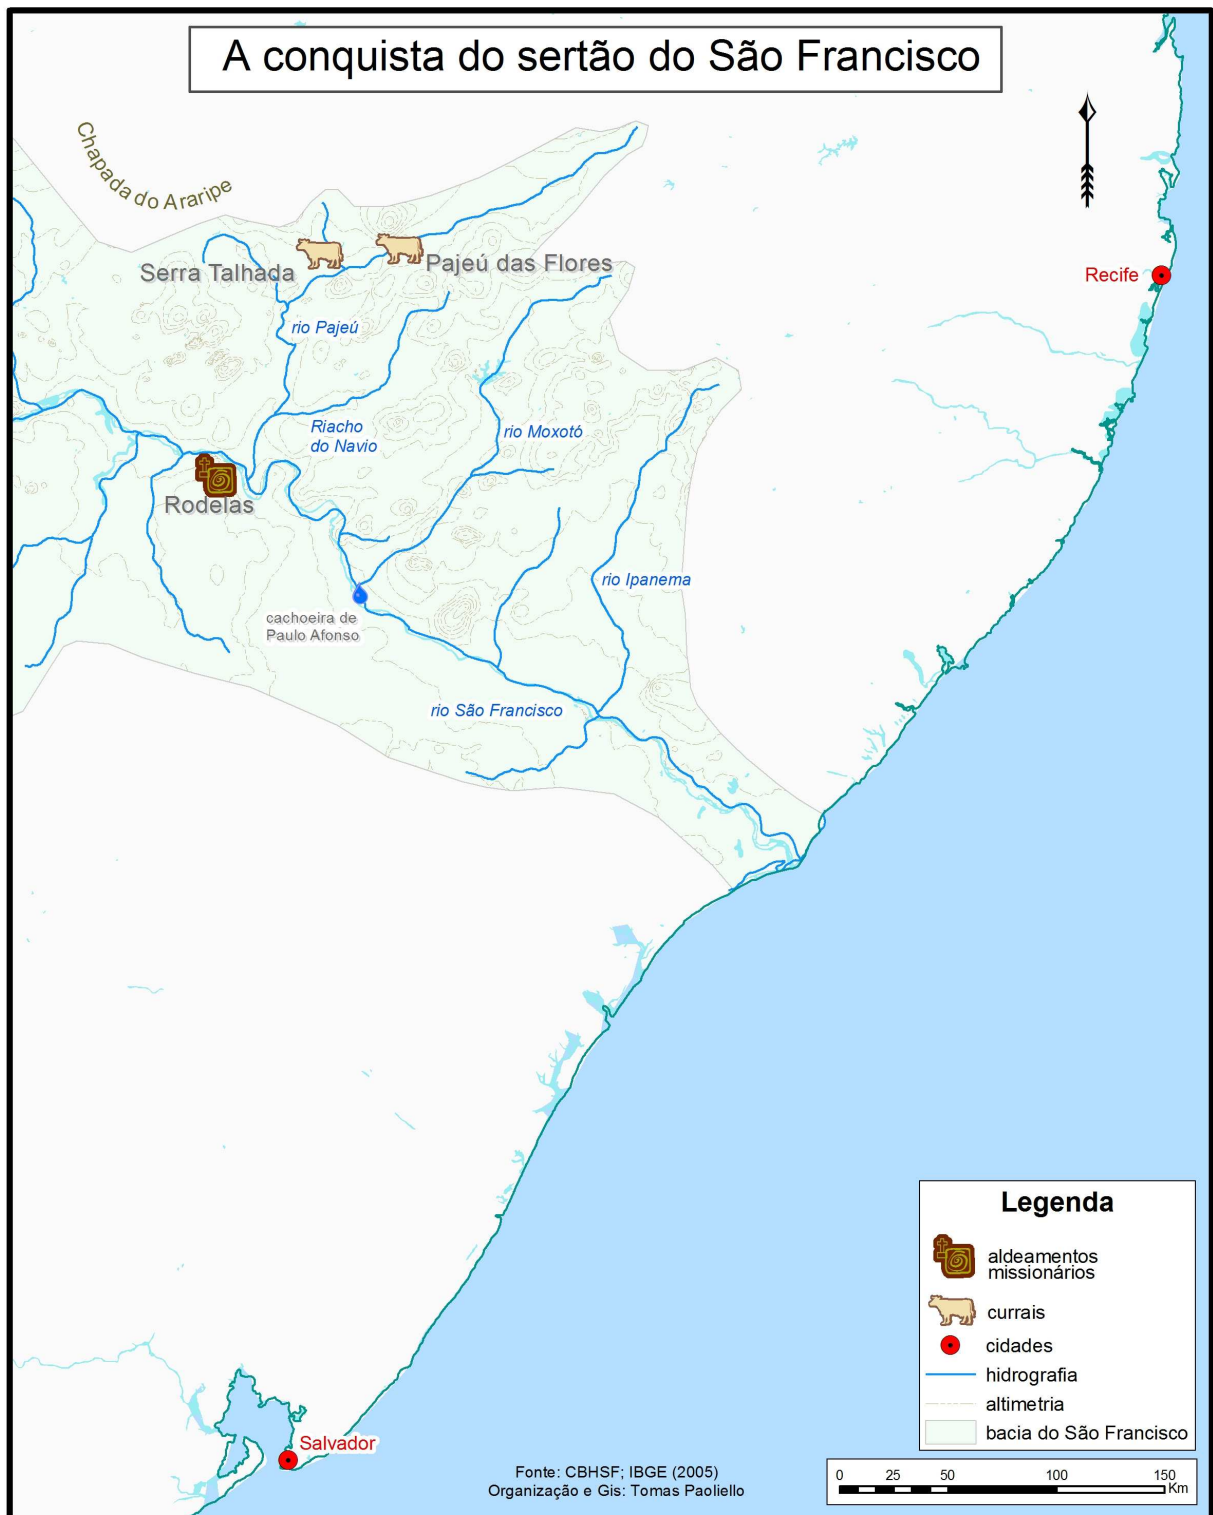 A conquista do sertão do São Francisco
Chapada do Araripe
Serra Talhada
Pajeú das Flores
Recife
rio Pajeú
Riacho
do Navio
rio Moxotó
Rodelas
rio Ipanema
cachoeira de
Paulo Afonso
rio São Francisco
Salvador
Legenda
aldeamentos
missionários
currais
cidades
hidrografia
altimetria
bacia do São Francisco
Fonte: CBHSF; IBGE (2005)
Organização e Gis: Tomas Paoliello
0 25 50 100 150
Km